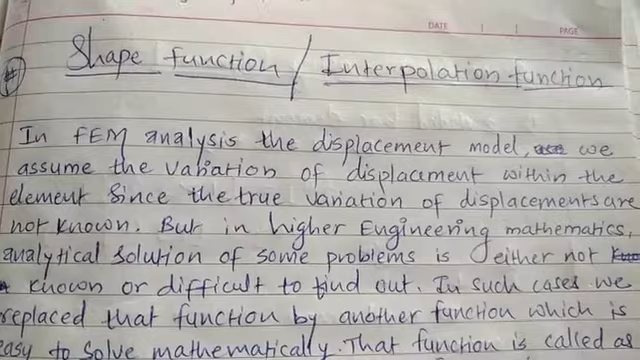 DATE PAGE
# Shape function / Interpolation function
In FEM analysis the displacement model, we
assume the variation of displacement within the
element since the true variation of displacements are
not known. But in higher Engineering mathematics,
analytical solution of some problems is either not
known or difficult to find out. In such cases we
replaced that function by another function which is
easy to solve mathematically. That function is called as